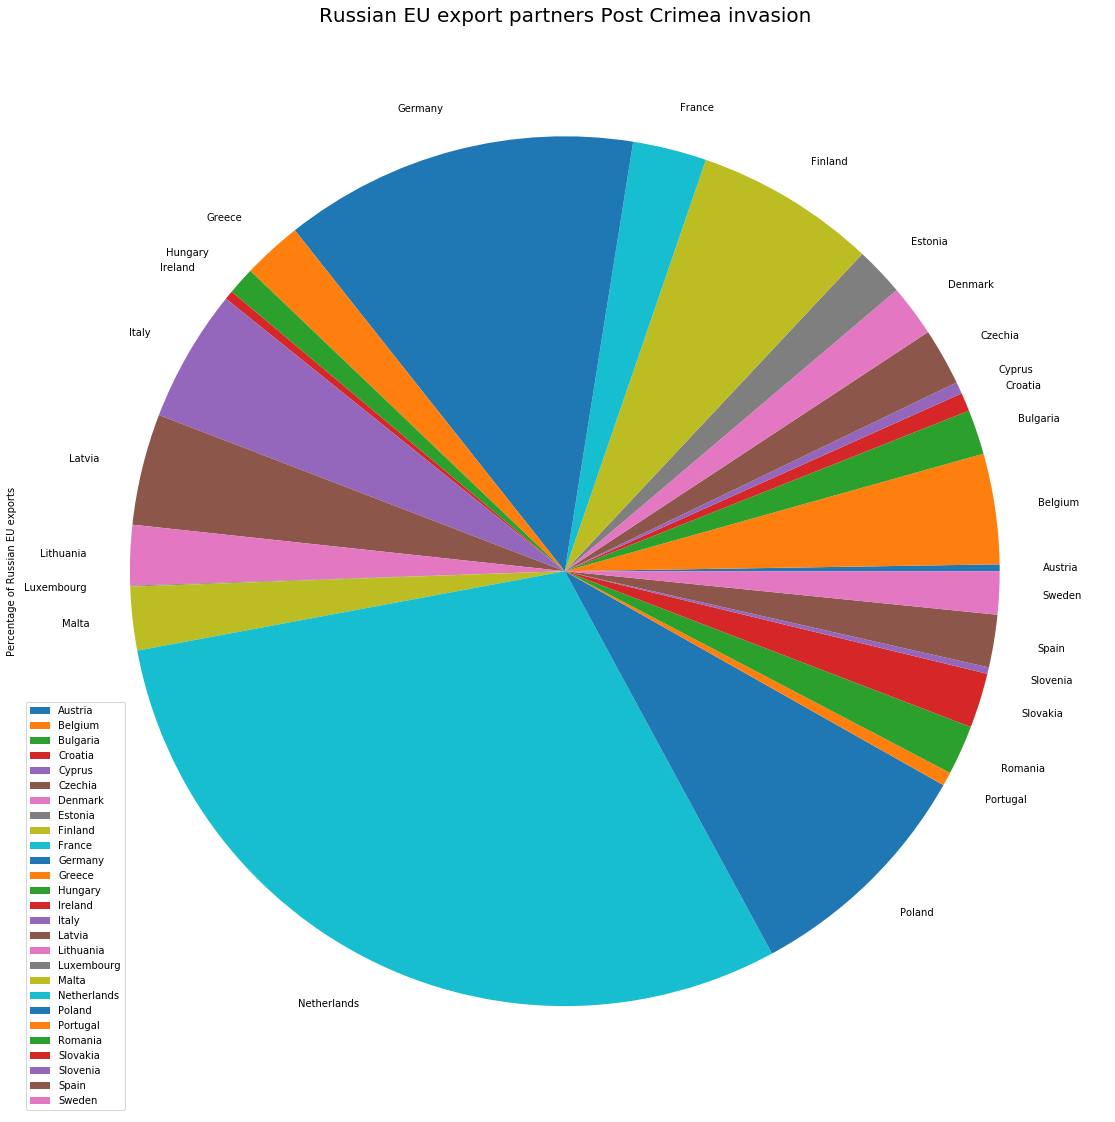 Russian EU export partners Post Crimea invasion
Germany
France
Finland
Greece
Estonia
Hungary
Ireland
Denmark
Italy
Czechia
Cyprus
Croatia
Bulgaria
Latvia
Belgium
Percentage of Russian EU exports
Lithuania
Austria
Luxembourg
Sweden
Malta
Spain
Slovenia
Slovakia
Romania
Portugal
Poland
Netherlands
Austria
Belgium
Bulgaria
Croatia
Cyprus
Czechia
Denmark
Estonia
Finland
France
Germany
Greece
Hungary
Ireland
Italy
Latvia
Lithuania
Luxembourg
Malta
Netherlands
Poland
Portugal
Romania
Slovakia
Slovenia
Spain
Sweden